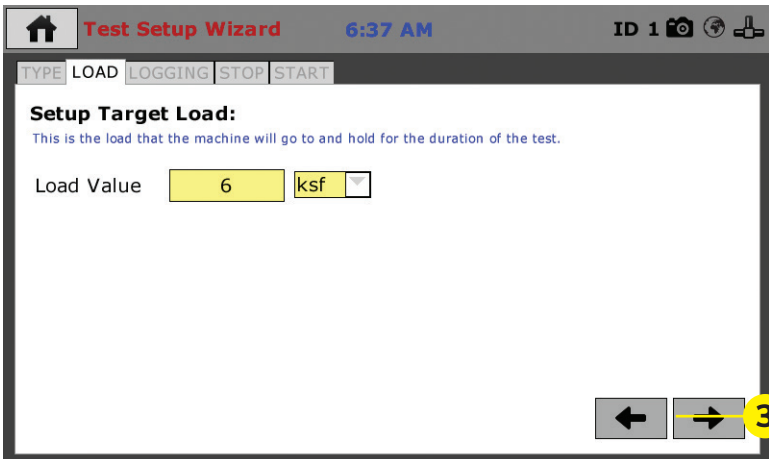 Test Setup Wizard 6:37 AM ID 1
TYPE LOAD LOGGING STOP START
Setup Target Load:
This is the load that the machine will go to and hold for the duration of the test.
Load Value 6 ksf
3